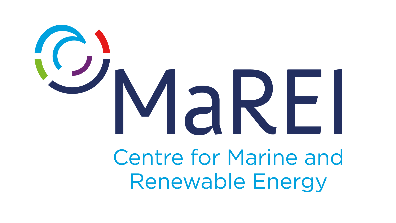 MaREI
Centre for Marine and
Renewable Energy